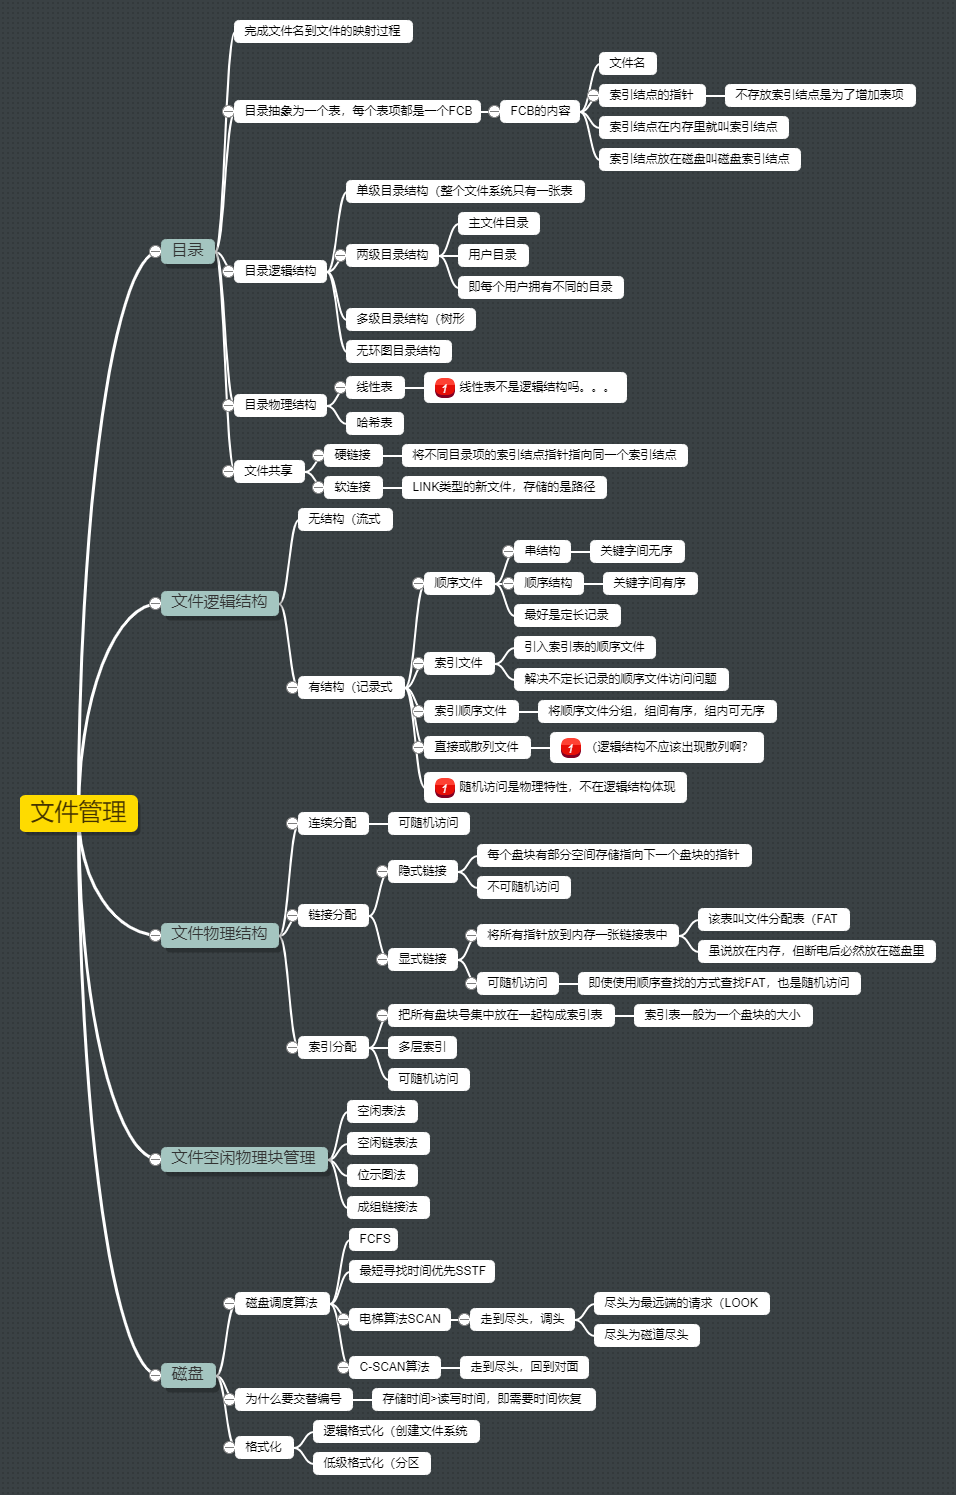 文件管理
目录
完成文件名到文件的映射过程
目录抽象为一个表，每个表项都是一个FCB
FCB的内容
文件名
索引结点的指针
不存放索引结点是为了增加表项
索引结点在内存里就叫索引结点
索引结点放在磁盘叫磁盘索引结点
目录逻辑结构
单级目录结构（整个文件系统只有一张表
两级目录结构
主文件目录
用户目录
即每个用户拥有不同的目录
多级目录结构（树形
无环图目录结构
目录物理结构
线性表
1 线性表不是逻辑结构吗。。。
哈希表
文件共享
硬链接
将不同目录项的索引结点指针指向同一个索引结点
软连接
LINK类型的新文件，存储的是路径
文件逻辑结构
无结构（流式
有结构（记录式
顺序文件
串结构
关键字间无序
顺序结构
关键字间有序
最好是定长记录
索引文件
引入索引表的顺序文件
解决不定长记录的顺序文件访问问题
索引顺序文件
将顺序文件分组，组间有序，组内可无序
直接或散列文件
1 （逻辑结构不应该出现散列啊?
1 随机访问是物理特性，不在逻辑结构体现
文件物理结构
连续分配
可随机访问
链接分配
隐式链接
每个盘块有部分空间存储指向下一个盘块的指针
不可随机访问
显式链接
将所有指针放到内存一张链接表中
该表叫文件分配表（FAT
虽说放在内存，但断电后必然放在磁盘里
可随机访问
即使使用顺序查找的方式查找FAT，也是随机访问
索引分配
把所有盘块号集中放在一起构成索引表
索引表一般为一个盘块的大小
多层索引
可随机访问
文件空闲物理块管理
空闲表法
空闲链表法
位示图法
成组链接法
磁盘
磁盘调度算法
FCFS
最短寻找时间优先SSTF
电梯算法SCAN
走到尽头，调头
尽头为最远端的请求（LOOK
尽头为磁道尽头
C-SCAN算法
走到尽头，回到对面
为什么要交替编号
存储时间>读写时间，即需要时间恢复
格式化
逻辑格式化（创建文件系统
低级格式化（分区